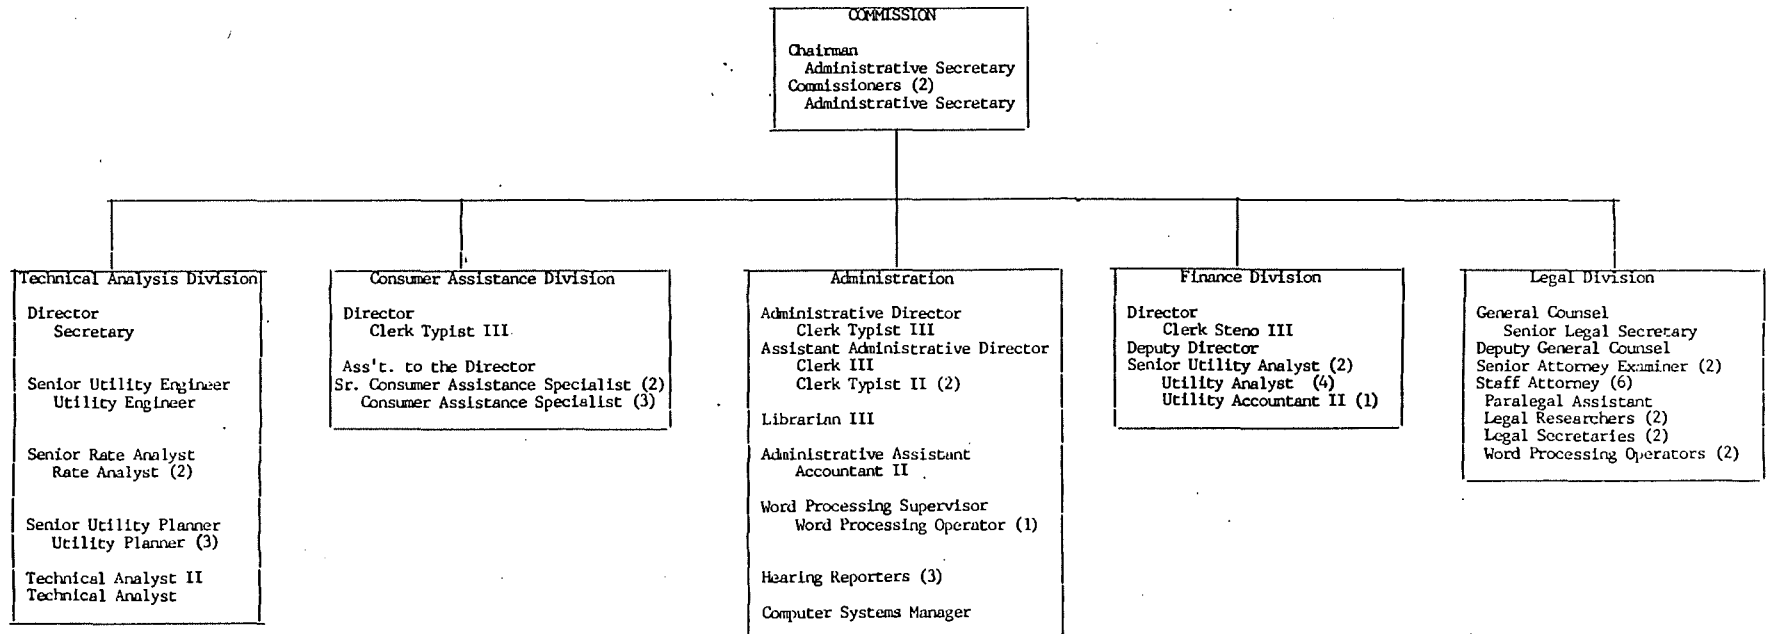 COMMISSION
Chairman
Administrative Secretary
Commissioners (2)
Administrative Secretary
Technical Analysis Division
Director
Secretary
Senior Utility Engineer
Utility Engineer
Senior Rate Analyst
Rate Analyst (2)
Senior Utility Planner
Utility Planner (3)
Technical Analyst II
Technical Analyst
Consumer Assistance Division
Director
Clerk Typist III
Ass't. to the Director
Sr. Consumer Assistance Specialist (2)
Consumer Assistance Specialist (3)
Administration
Administrative Director
Clerk Typist III
Assistant Administrative Director
Clerk III
Clerk Typist II (2)
Librarian III
Administrative Assistant
Accountant II
Word Processing Supervisor
Word Processing Operator (1)
Hearing Reporters (3)
Computer Systems Manager
Finance Division
Director
Clerk Steno III
Deputy Director
Senior Utility Analyst (2)
Utility Analyst (4)
Utility Accountant II (1)
Legal Division
General Counsel
Senior Legal Secretary
Deputy General Counsel
Senior Attorney Examiner (2)
Staff Attorney (6)
Paralegal Assistant
Legal Researchers (2)
Legal Secretaries (2)
Word Processing Operators (2)